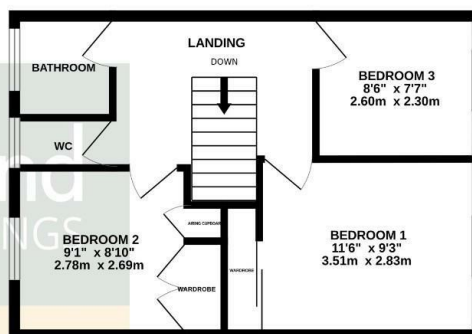 LANDING
DOWN
BATHROOM
BEDROOM 3
8'6" x 7'7"
2.60m x 2.30m
WC
nd
NGS
AIRING CUPBOARD
BEDROOM 2
9'1" x 8'10"
2.78m x 2.69m
WARDROBE
WARDROBE
BEDROOM 1
11'6" x 9'3"
3.51m x 2.83m